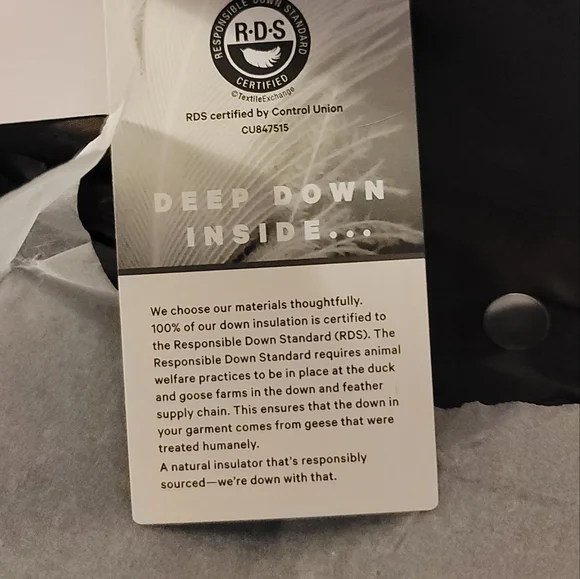 RESPONSIBLE DOWN STANDARD
R·D·S
CERTIFIED
©TextileExchange
RDS certified by Control Union
CU847515
DEEP DOWN
INSIDE...
We choose our materials thoughtfully.
100% of our down insulation is certified to
the Responsible Down Standard (RDS). The
Responsible Down Standard requires animal
welfare practices to be in place at the duck
and goose farms in the down and feather
supply chain. This ensures that the down in
your garment comes from geese that were
treated humanely.
A natural insulator that's responsibly
sourced—we're down with that.